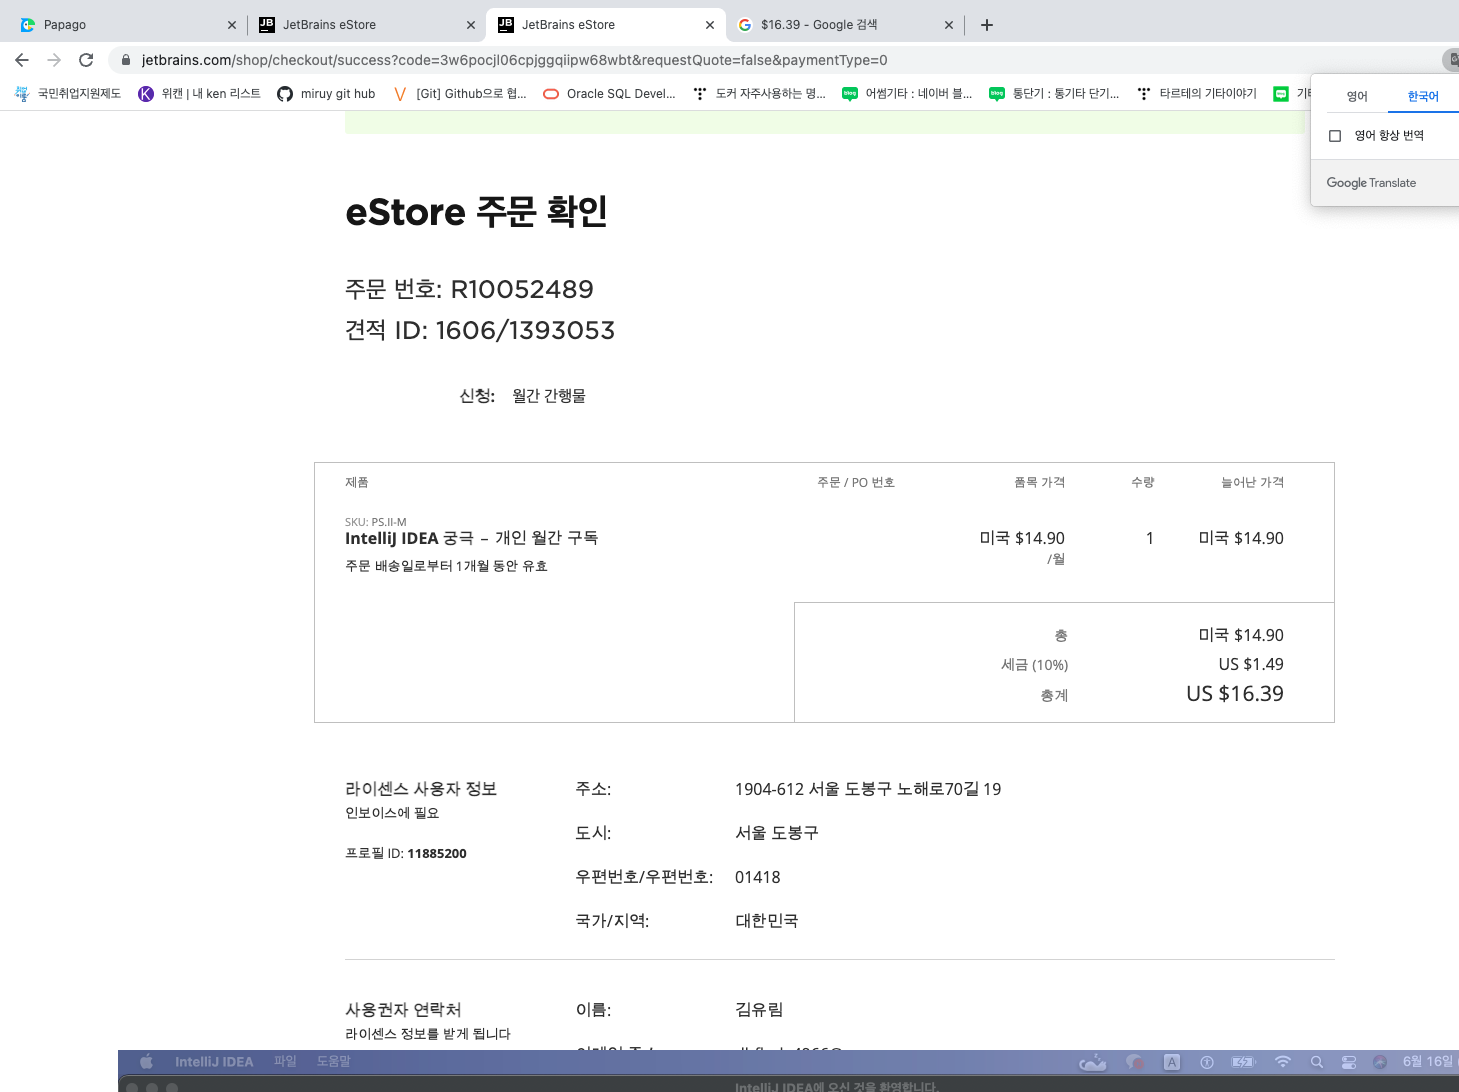 Papago
JetBrains eStore
JetBrains eStore
$16.39 - Google 검색
jetbrains.com/shop/checkout/success?code=3w6pocjl06cpjggqiipw68wbt&requestQuote=false&paymentType=0
국민취업지원제도
위캔 | 내 ken 리스트
miruy git hub
[Git] Github으로 협...
Oracle SQL Devel...
도커 자주사용하는 명...
어썸기타 : 네이버 블...
통단기 : 통기타 단기...
타르테의 기타이야기
영어
한국어
영어 항상 번역
Google Translate
eStore 주문 확인
주문 번호: R10052489
견적 ID: 1606/1393053
신청: 월간 간행물
제품 주문 / PO 번호 품목 가격 수량 늘어난 가격
SKU: PS.II-M
IntelliJ IDEA 궁극 – 개인 월간 구독 미국 $14.90 1 미국 $14.90
/월
주문 배송일로부터 1개월 동안 유효
총 미국 $14.90
세금 (10%) US $1.49
총계 US $16.39
라이센스 사용자 정보
인보이스에 필요
프로필 ID: 11885200
주소: 1904-612 서울 도봉구 노해로70길 19
도시: 서울 도봉구
우편번호/우편번호: 01418
국가/지역: 대한민국
사용권자 연락처
라이센스 정보를 받게 됩니다
이름: 김유림
IntelliJ IDEA 파일 도움말
A
6월 16일
IntelliJ IDEA에 오신 것을 환영합니다.